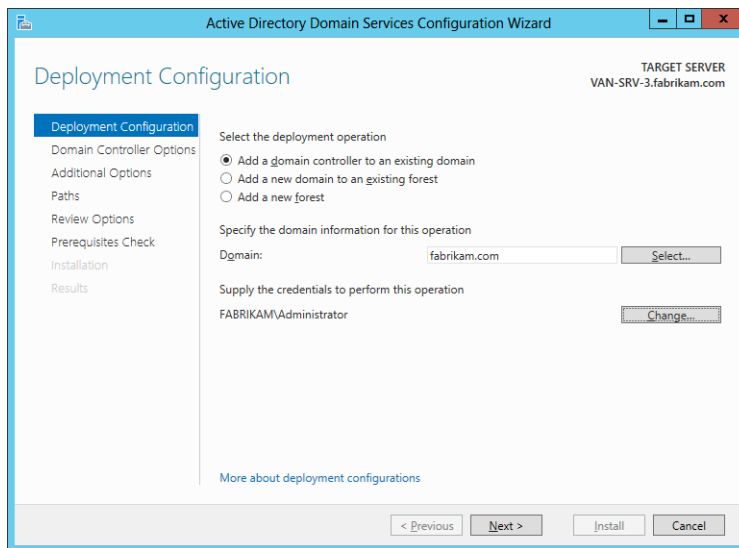 Active Directory Domain Services Configuration Wizard
Deployment Configuration
TARGET SERVER
VAN-SRV-3.fabrikam.com
Deployment Configuration
Domain Controller Options
Additional Options
Paths
Review Options
Prerequisites Check
Installation
Results
Select the deployment operation
Add a domain controller to an existing domain
Add a new domain to an existing forest
Add a new forest
Specify the domain information for this operation
Domain:
fabrikam.com
Select...
Supply the credentials to perform this operation
FABRIKAM\Administrator
Change...
More about deployment configurations
< Previous
Next >
Install
Cancel